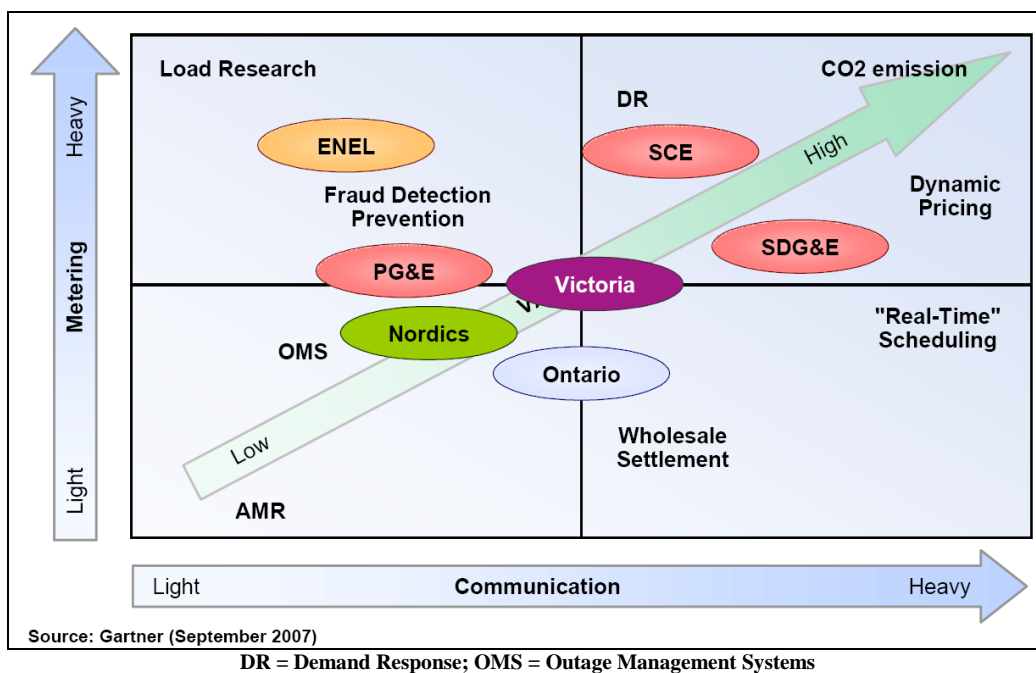 Load Research
CO2 emission
DR
Heavy
ENEL
SCE
High
Fraud Detection
Prevention
Dynamic
Pricing
Metering
PG&E
SDG&E
Victoria
"Real-Time"
Scheduling
Nordics
OMS
Ontario
Low
Wholesale
Settlement
Light
AMR
Light
Communication
Heavy
Source: Gartner (September 2007)
DR = Demand Response; OMS = Outage Management Systems